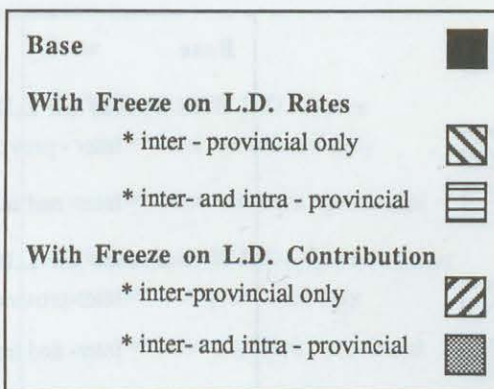 Base
With Freeze on L.D. Rates
* inter - provincial only
* inter- and intra - provincial
With Freeze on L.D. Contribution
* inter-provincial only
* inter- and intra - provincial